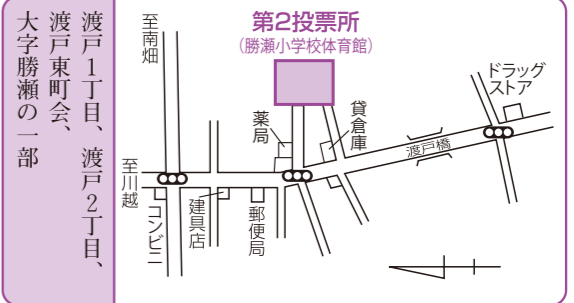 渡戸1丁目、渡戸2丁目、
渡戸東町会、
大字勝瀬の一部
第2投票所
(勝瀬小学校体育館)
至南畑
薬局
貸倉庫
ドラッグ
ストア
渡戸橋
至川越
コンビニ
建具店
郵便局